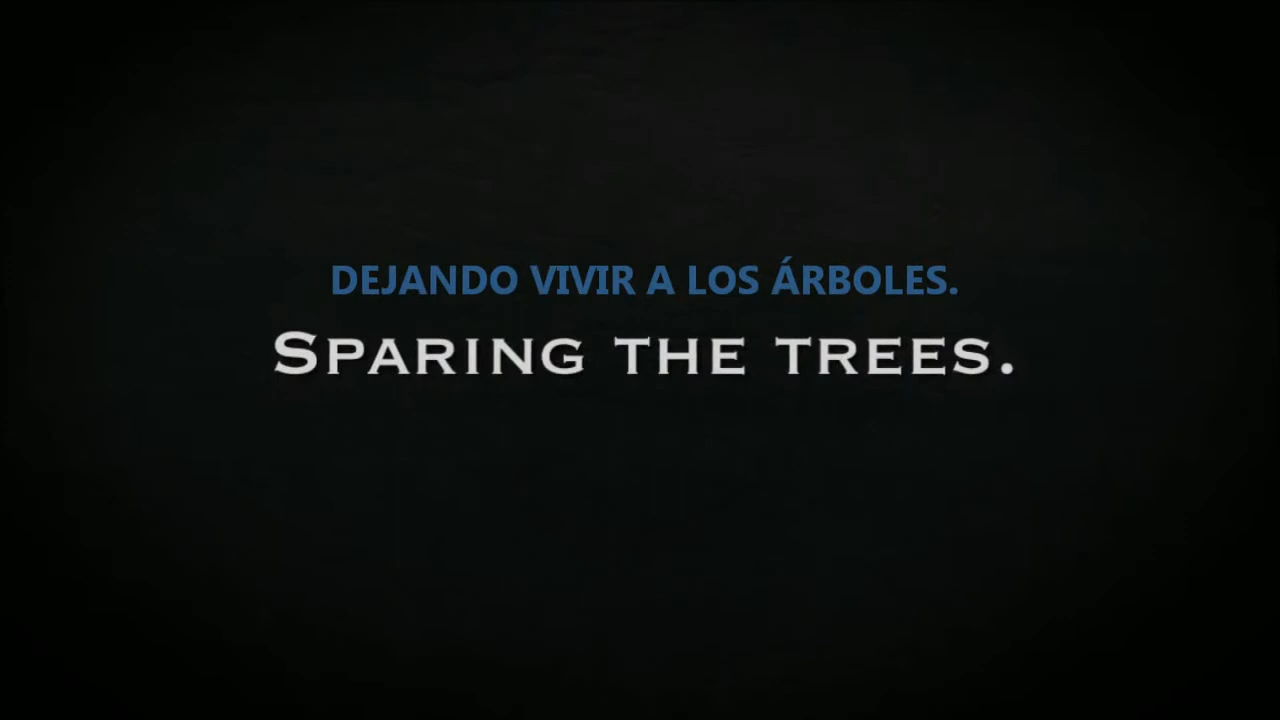 DEJANDO VIVIR A LOS ÁRBOLES.
SPARING THE TREES.